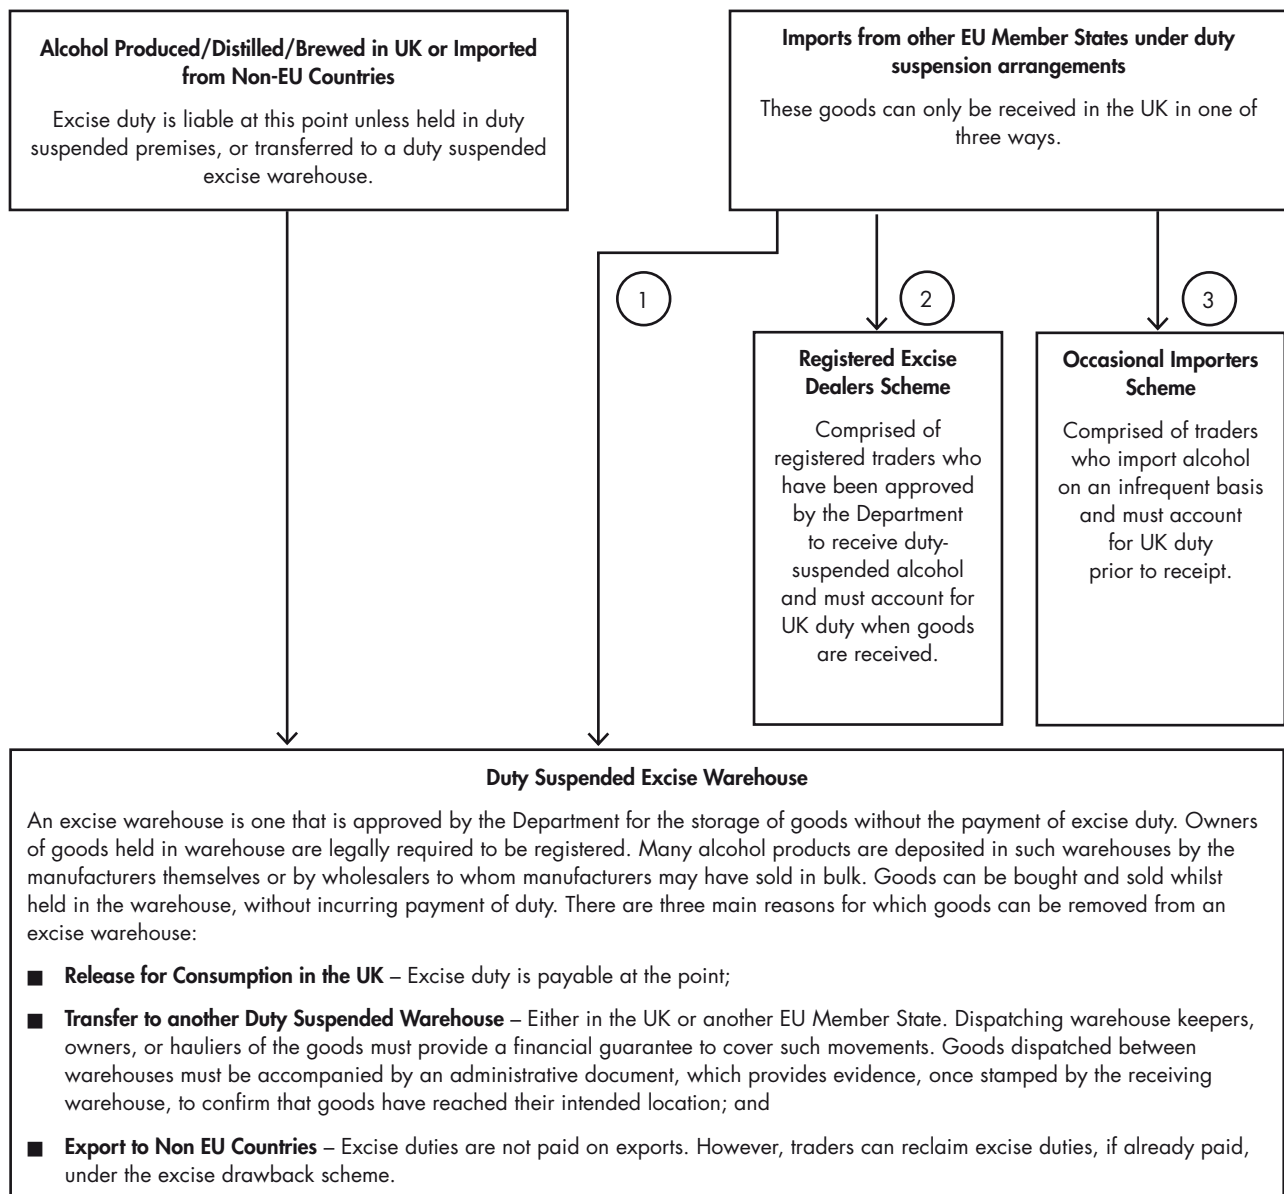 Alcohol Produced/Distilled/Brewed in UK or Imported
from Non-EU Countries
Excise duty is liable at this point unless held in duty
suspended premises, or transferred to a duty suspended
excise warehouse.
Imports from other EU Member States under duty
suspension arrangements
These goods can only be received in the UK in one of
three ways.
1
2
3
Registered Excise
Dealers Scheme
Comprised of
registered traders who
have been approved
by the Department
to receive duty-
suspended alcohol
and must account for
UK duty when goods
are received.
Occasional Importers
Scheme
Comprised of traders
who import alcohol
on an infrequent basis
and must account
for UK duty
prior to receipt.
Duty Suspended Excise Warehouse
An excise warehouse is one that is approved by the Department for the storage of goods without the payment of excise duty. Owners
of goods held in warehouse are legally required to be registered. Many alcohol products are deposited in such warehouses by the
manufacturers themselves or by wholesalers to whom manufacturers may have sold in bulk. Goods can be bought and sold whilst
held in the warehouse, without incurring payment of duty. There are three main reasons for which goods can be removed from an
excise warehouse:
■ Release for Consumption in the UK – Excise duty is payable at the point;
■ Transfer to another Duty Suspended Warehouse – Either in the UK or another EU Member State. Dispatching warehouse keepers,
owners, or hauliers of the goods must provide a financial guarantee to cover such movements. Goods dispatched between
warehouses must be accompanied by an administrative document, which provides evidence, once stamped by the receiving
warehouse, to confirm that goods have reached their intended location; and
■ Export to Non EU Countries – Excise duties are not paid on exports. However, traders can reclaim excise duties, if already paid,
under the excise drawback scheme.